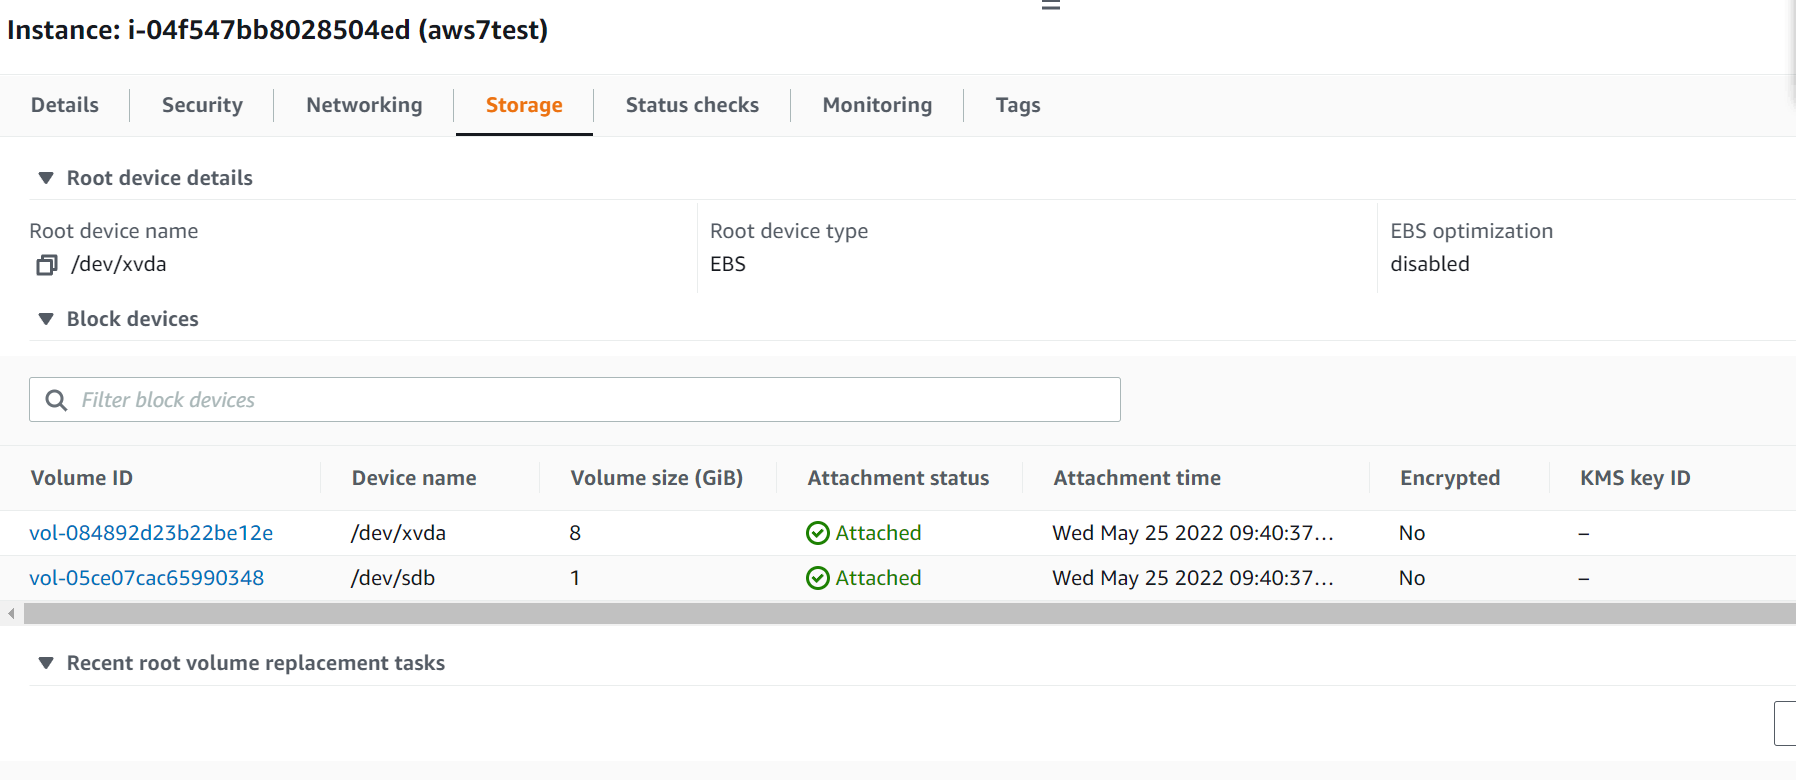 Instance: i-04f547bb8028504ed (aws7test)
Details Security Networking Storage Status checks Monitoring Tags
Root device details
Root device name Root device type EBS optimization
/dev/xvda EBS disabled
Block devices
Filter block devices
Volume ID Device name Volume size (GiB) Attachment status Attachment time Encrypted KMS key ID
vol-084892d23b22be12e /dev/xvda 8 Attached Wed May 25 2022 09:40:37... No –
vol-05ce07cac65990348 /dev/sdb 1 Attached Wed May 25 2022 09:40:37... No –
Recent root volume replacement tasks